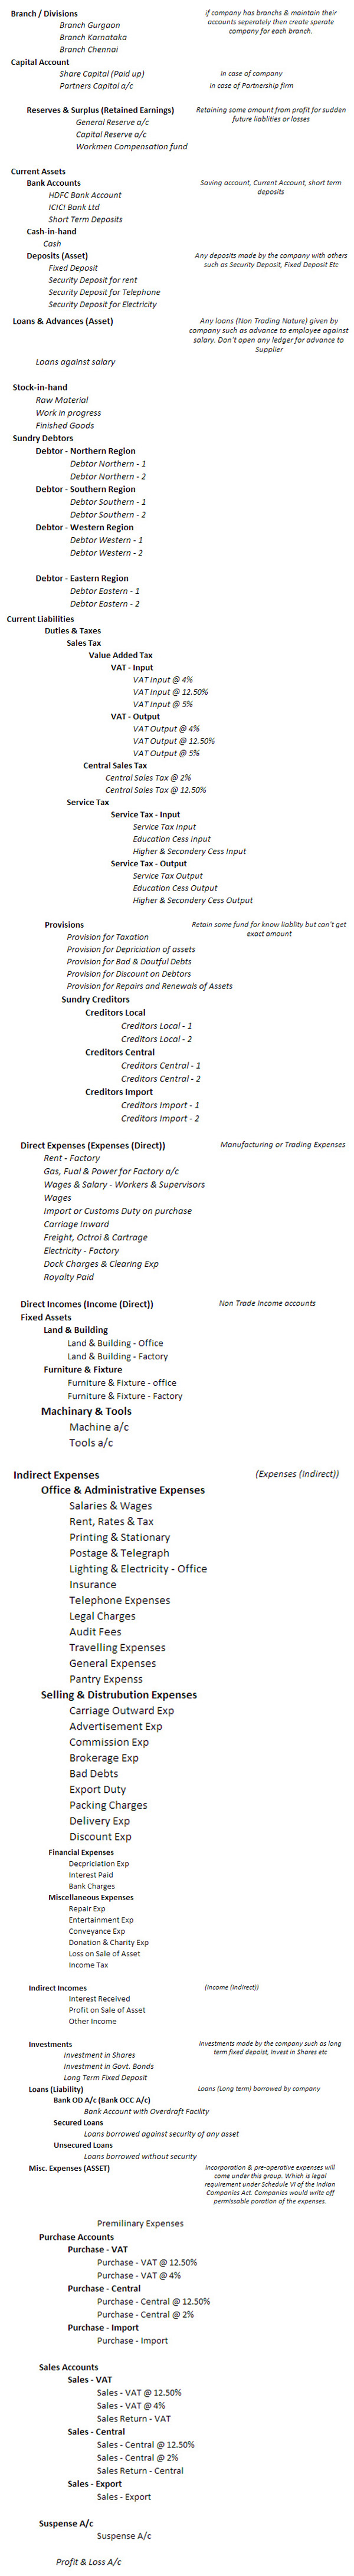 Branch / Divisions
if company has branchs & maintain their
accounts seperately then create sperate
company for each branch.
Branch Gurgaon
Branch Karnataka
Branch Chennai
Capital Account
Share Capital (Paid up)
In case of company
Partners Capital a/c
In case of Partnership firm
Reserves & Surplus (Retained Earnings)
Retaining some amount from profit for sudden
future liablities or losses
General Reserve a/c
Capital Reserve a/c
Workmen Compensation fund
Current Assets
Bank Accounts
Saving account, Current Account, short term
deposits
HDFC Bank Account
ICICI Bank Ltd
Short Term Deposits
Cash-in-hand
Cash
Deposits (Asset)
Any deposits made by the company with others
such as Security Deposit, Fixed Deposit Etc
Fixed Deposit
Security Deposit for rent
Security Deposit for Telephone
Security Deposit for Electricity
Loans & Advances (Asset)
Any loans (Non Trading Nature) given by
company such as advance to employee against
salary. Don't open any ledger for advance to
Supplier
Loans against salary
Stock-in-hand
Raw Material
Work in progress
Finished Goods
Sundry Debtors
Debtor - Northern Region
Debtor Northern - 1
Debtor Northern - 2
Debtor - Southern Region
Debtor Southern - 1
Debtor Southern - 2
Debtor - Western Region
Debtor Western - 1
Debtor Western - 2
Debtor - Eastern Region
Debtor Eastern - 1
Debtor Eastern - 2
Current Liabilities
Duties & Taxes
Sales Tax
Value Added Tax
VAT - Input
VAT Input @ 4%
VAT Input @ 12.50%
VAT Input @ 5%
VAT - Output
VAT Output @ 4%
VAT Output @ 12.50%
VAT Output @ 5%
Central Sales Tax
Central Sales Tax @ 2%
Central Sales Tax @ 12.50%
Service Tax
Service Tax - Input
Service Tax Input
Education Cess Input
Higher & Secondery Cess Input
Service Tax - Output
Service Tax Output
Education Cess Output
Higher & Secondery Cess Output
Provisions
Retain some fund for know liablity but can't get
exact amount
Provision for Taxation
Provision for Depriciation of assets
Provision for Bad & Doutful Debts
Provision for Discount on Debtors
Provision for Repairs and Renewals of Assets
Sundry Creditors
Creditors Local
Creditors Local - 1
Creditors Local - 2
Creditors Central
Creditors Central - 1
Creditors Central - 2
Creditors Import
Creditors Import - 1
Creditors Import - 2
Direct Expenses (Expenses (Direct))
Manufacturing or Trading Expenses
Rent - Factory
Gas, Fual & Power for Factory a/c
Wages & Salary - Workers & Supervisors
Wages
Import or Customs Duty on purchase
Carriage Inward
Freight, Octroi & Cartrage
Electricity - Factory
Dock Charges & Clearing Exp
Royalty Paid
Direct Incomes (Income (Direct))
Non Trade Income accounts
Fixed Assets
Land & Building
Land & Building - Office
Land & Building - Factory
Furniture & Fixture
Furniture & Fixture - office
Furniture & Fixture - Factory
Machinary & Tools
Machine a/c
Tools a/c
Indirect Expenses
(Expenses (Indirect))
Office & Administrative Expenses
Salaries & Wages
Rent, Rates & Tax
Printing & Stationary
Postage & Telegraph
Lighting & Electricity - Office
Insurance
Telephone Expenses
Legal Charges
Audit Fees
Travelling Expenses
General Expenses
Pantry Expenss
Selling & Distrubution Expenses
Carriage Outward Exp
Advertisement Exp
Commission Exp
Brokerage Exp
Bad Debts
Export Duty
Packing Charges
Delivery Exp
Discount Exp
Financial Expenses
Decpriciation Exp
Interest Paid
Bank Charges
Miscellaneous Expenses
Repair Exp
Entertainment Exp
Conveyance Exp
Donation & Charity Exp
Loss on Sale of Asset
Income Tax
Indirect Incomes
(Income (Indirect))
Interest Received
Profit on Sale of Asset
Other Income
Investments
Investments made by the company such as long
term fixed depoist, Invest in Shares etc
Investment in Shares
Investment in Govt. Bonds
Long Term Fixed Deposit
Loans (Liability)
Loans (Long term) borrowed by company
Bank OD A/c (Bank OCC A/c)
Bank Account with Overdraft Facility
Secured Loans
Loans borrowed against security of any asset
Unsecured Loans
Loans borrowed without security
Misc. Expenses (ASSET)
Incorporation & pre-operative expenses will
come under this group. Which is legal
requirement under Schedule VI of the Indian
Companies Act. Companies would write off
permissable poration of the expenses.
Premilinary Expenses
Purchase Accounts
Purchase - VAT
Purchase - VAT @ 12.50%
Purchase - VAT @ 4%
Purchase - Central
Purchase - Central @ 12.50%
Purchase - Central @ 2%
Purchase - Import
Purchase - Import
Sales Accounts
Sales - VAT
Sales - VAT @ 12.50%
Sales - VAT @ 4%
Sales Return - VAT
Sales - Central
Sales - Central @ 12.50%
Sales - Central @ 2%
Sales Return - Central
Sales - Export
Sales - Export
Suspense A/c
Suspense A/c
Profit & Loss A/c